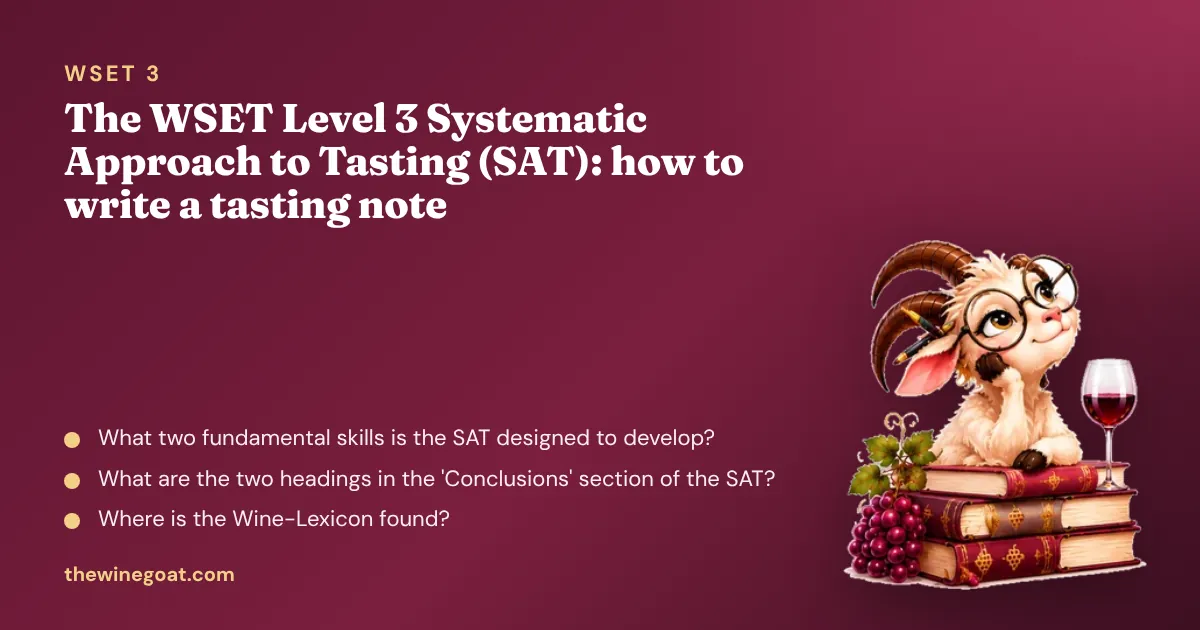 WSET 3
The WSET Level 3 Systematic
Approach to Tasting (SAT): how to
write a tasting note
What two fundamental skills is the SAT designed to develop?
What are the two headings in the 'Conclusions' section of the SAT?
Where is the Wine-Lexicon found?
thewinegoat.com